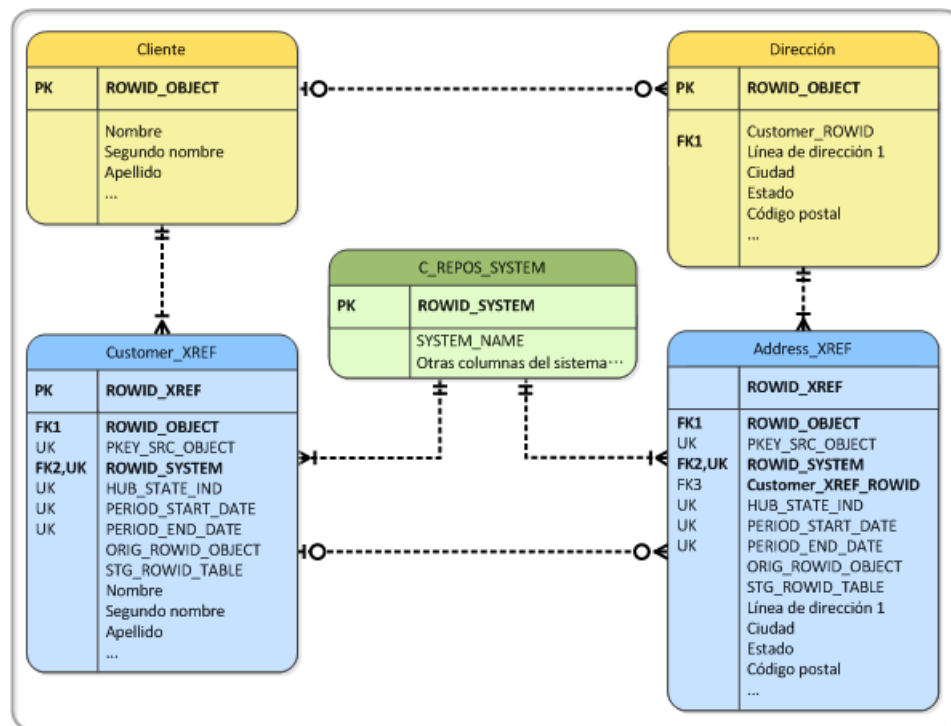 Cliente
PK ROWID_OBJECT
Nombre
Segundo nombre
Apellido
...
Dirección
PK ROWID_OBJECT
FK1 Customer_ROWID
Línea de dirección 1
Ciudad
Estado
Código postal
...
C_REPOS_SYSTEM
PK ROWID_SYSTEM
SYSTEM_NAME
Otras columnas del sistema...
Customer_XREF
PK ROWID_XREF
FK1 ROWID_OBJECT
UK PKEY_SRC_OBJECT
FK2,UK ROWID_SYSTEM
UK HUB_STATE_IND
UK PERIOD_START_DATE
UK PERIOD_END_DATE
ORIG_ROWID_OBJECT
STG_ROWID_TABLE
Nombre
Segundo nombre
Apellido
...
Address_XREF
ROWID_XREF
FK1 ROWID_OBJECT
UK PKEY_SRC_OBJECT
FK2,UK ROWID_SYSTEM
FK3 Customer_XREF_ROWID
UK HUB_STATE_IND
UK PERIOD_START_DATE
UK PERIOD_END_DATE
ORIG_ROWID_OBJECT
STG_ROWID_TABLE
Línea de dirección 1
Ciudad
Estado
Código postal
...